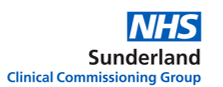 NHS
Sunderland
Clinical Commissioning Group